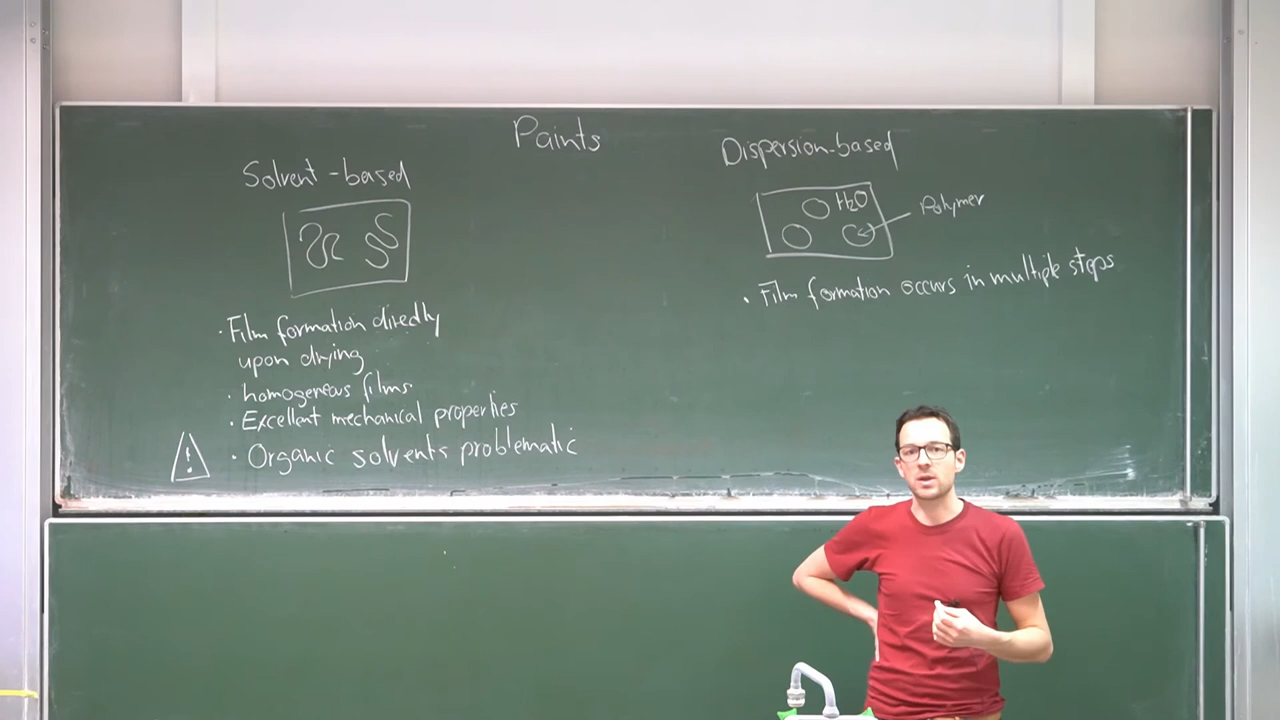 Paints
Solvent-based
· Film formation directly
upon drying
· homogeneous films
· Excellent mechanical properties
! · Organic solvents problematic
Dispersion-based
H2O
Polymer
· Film formation occurs in multiple steps